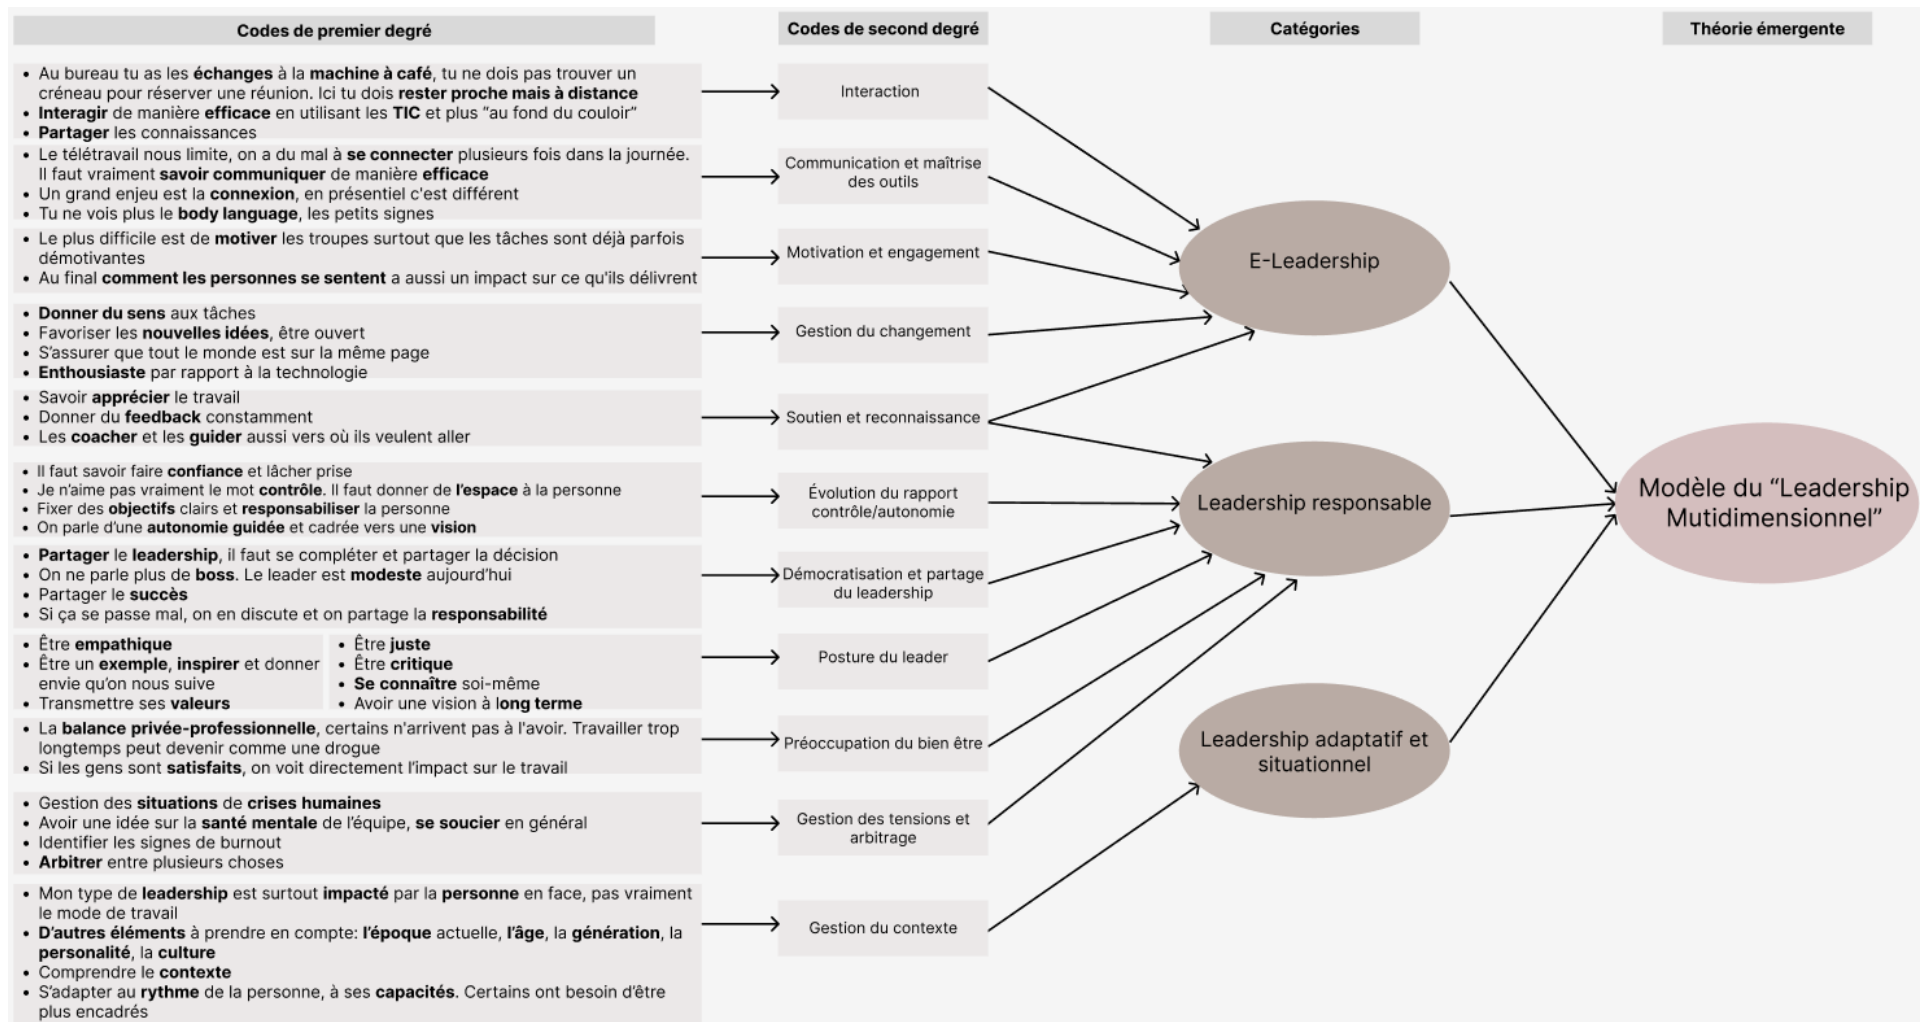 Codes de premier degré
Codes de second degré
Catégories
Théorie émergente
• Au bureau tu as les échanges à la machine à café, tu ne dois pas trouver un
créneau pour réserver une réunion. Ici tu dois rester proche mais à distance
• Interagir de manière efficace en utilisant les TIC et plus “au fond du couloir”
• Partager les connaissances
Interaction
• Le télétravail nous limite, on a du mal à se connecter plusieurs fois dans la journée.
Il faut vraiment savoir communiquer de manière efficace
• Un grand enjeu est la connexion, en présentiel c'est différent
• Tu ne vois plus le body language, les petits signes
Communication et maîtrise
des outils
• Le plus difficile est de motiver les troupes surtout que les tâches sont déjà parfois
démotivantes
• Au final comment les personnes se sentent a aussi un impact sur ce qu'ils délivrent
Motivation et engagement
• Donner du sens aux tâches
• Favoriser les nouvelles idées, être ouvert
• S’assurer que tout le monde est sur la même page
• Enthousiaste par rapport à la technologie
Gestion du changement
• Savoir apprécier le travail
• Donner du feedback constamment
• Les coacher et les guider aussi vers où ils veulent aller
Soutien et reconnaissance
• Il faut savoir faire confiance et lâcher prise
• Je n’aime pas vraiment le mot contrôle. Il faut donner de l’espace à la personne
• Fixer des objectifs clairs et responsabiliser la personne
• On parle d’une autonomie guidée et cadrée vers une vision
Évolution du rapport
contrôle/autonomie
• Partager le leadership, il faut se compléter et partager la décision
• On ne parle plus de boss. Le leader est modeste aujourd’hui
• Partager le succès
• Si ça se passe mal, on en discute et on partage la responsabilité
Démocratisation et partage
du leadership
• Être empathique
• Être un exemple, inspirer et donner
envie qu’on nous suive
• Transmettre ses valeurs
• Être juste
• Être critique
• Se connaître soi-même
• Avoir une vision à long terme
Posture du leader
• La balance privée-professionnelle, certains n'arrivent pas à l'avoir. Travailler trop
longtemps peut devenir comme une drogue
• Si les gens sont satisfaits, on voit directement l’impact sur le travail
Préoccupation du bien être
• Gestion des situations de crises humaines
• Avoir une idée sur la santé mentale de l’équipe, se soucier en général
• Identifier les signes de burnout
• Arbitrer entre plusieurs choses
Gestion des tensions et
arbitrage
• Mon type de leadership est surtout impacté par la personne en face, pas vraiment
le mode de travail
• D’autres éléments à prendre en compte: l’époque actuelle, l’âge, la génération, la
personalité, la culture
• Comprendre le contexte
• S’adapter au rythme de la personne, à ses capacités. Certains ont besoin d’être
plus encadrés
Gestion du contexte
E-Leadership
Leadership responsable
Leadership adaptatif et
situationnel
Modèle du “Leadership
Mutidimensionnel”